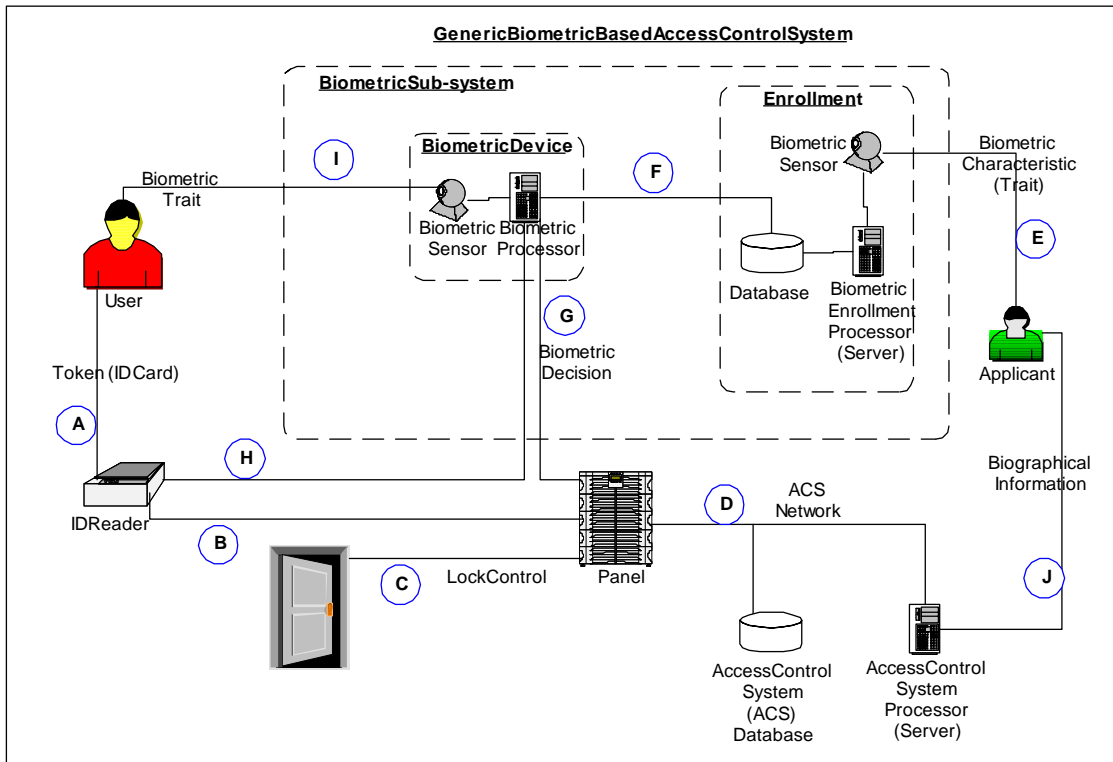 GenericBiometricBasedAccessControlSystem
BiometricSub-system
Enrollment
BiometricDevice
I
Biometric
Trait
Biometric
Sensor
Biometric
Processor
F
Biometric
Sensor
Biometric
Characteristic
(Trait)
E
User
Database
Biometric
Enrollment
Processor
(Server)
G
Biometric
Decision
Applicant
Token (IDCard)
A
H
IDReader
B
C
LockControl
Panel
D
ACS
Network
Biographical
Information
J
AccessControl
System
(ACS)
Database
AccessControl
System
Processor
(Server)